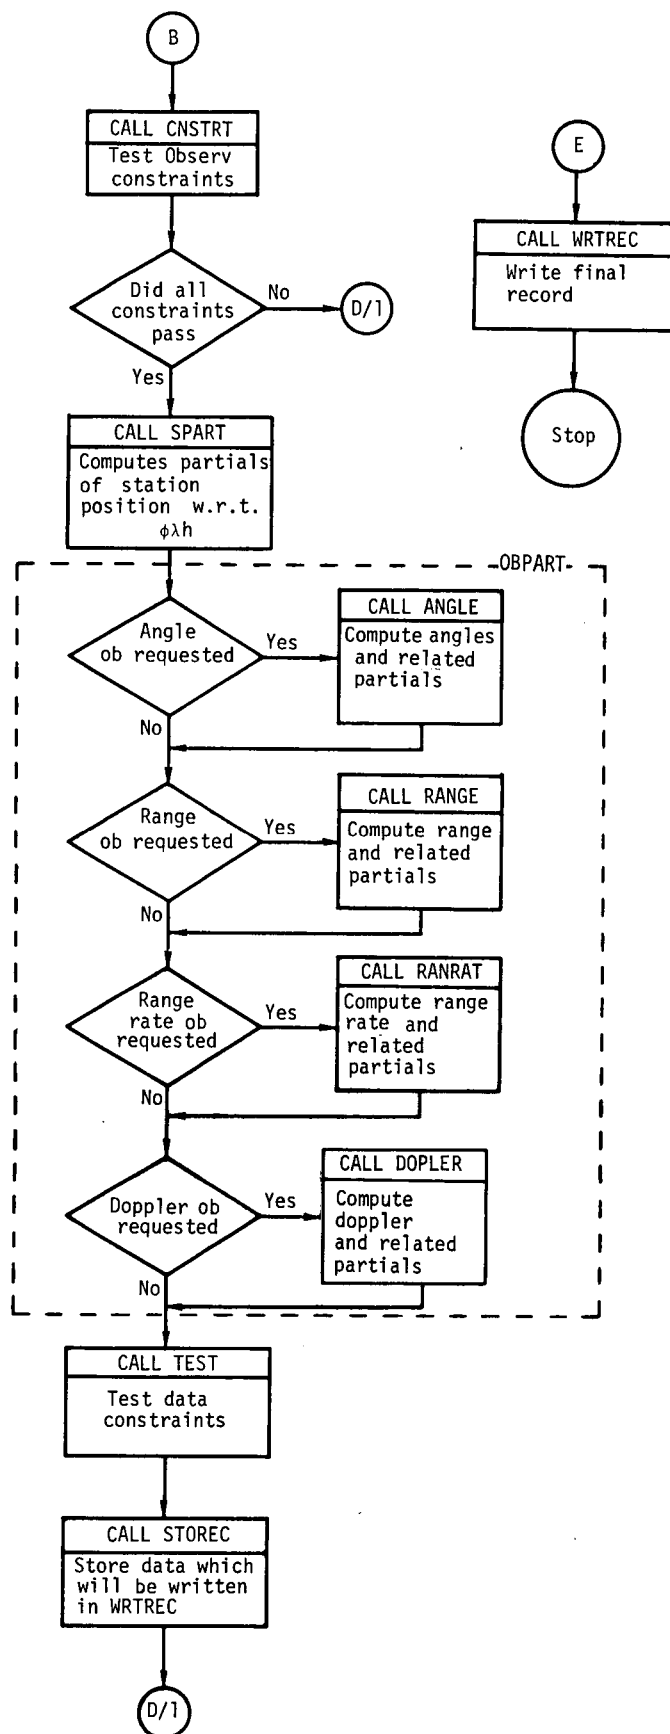 B
CALL CNSTRT
Test Observ
constraints
Did all
constraints
pass
No
D/1
Yes
CALL SPART
Computes partials
of station
position w.r.t.
ϕλh
OBPART
Angle
ob requested
Yes
CALL ANGLE
Compute angles
and related
partials
No
Range
ob requested
Yes
CALL RANGE
Compute range
and related
partials
No
Range
rate ob
requested
Yes
CALL RANRAT
Compute range
rate and
related
partials
No
Doppler ob
requested
Yes
CALL DOPLER
Compute
doppler
and related
partials
No
CALL TEST
Test data
constraints
CALL STOREC
Store data which
will be written
in WRTREC
D/1
E
CALL WRTREC
Write final
record
Stop